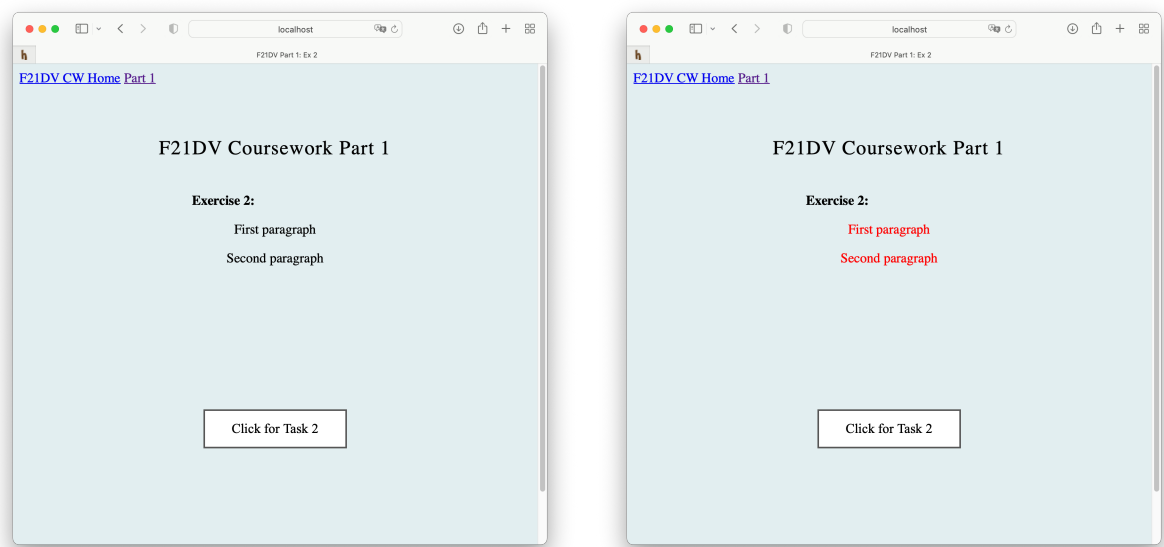 localhost
F21DV Part 1: Ex 2
F21DV CW Home Part 1
F21DV Coursework Part 1
Exercise 2:
First paragraph
Second paragraph
Click for Task 2
localhost
F21DV Part 1: Ex 2
F21DV CW Home Part 1
F21DV Coursework Part 1
Exercise 2:
First paragraph
Second paragraph
Click for Task 2